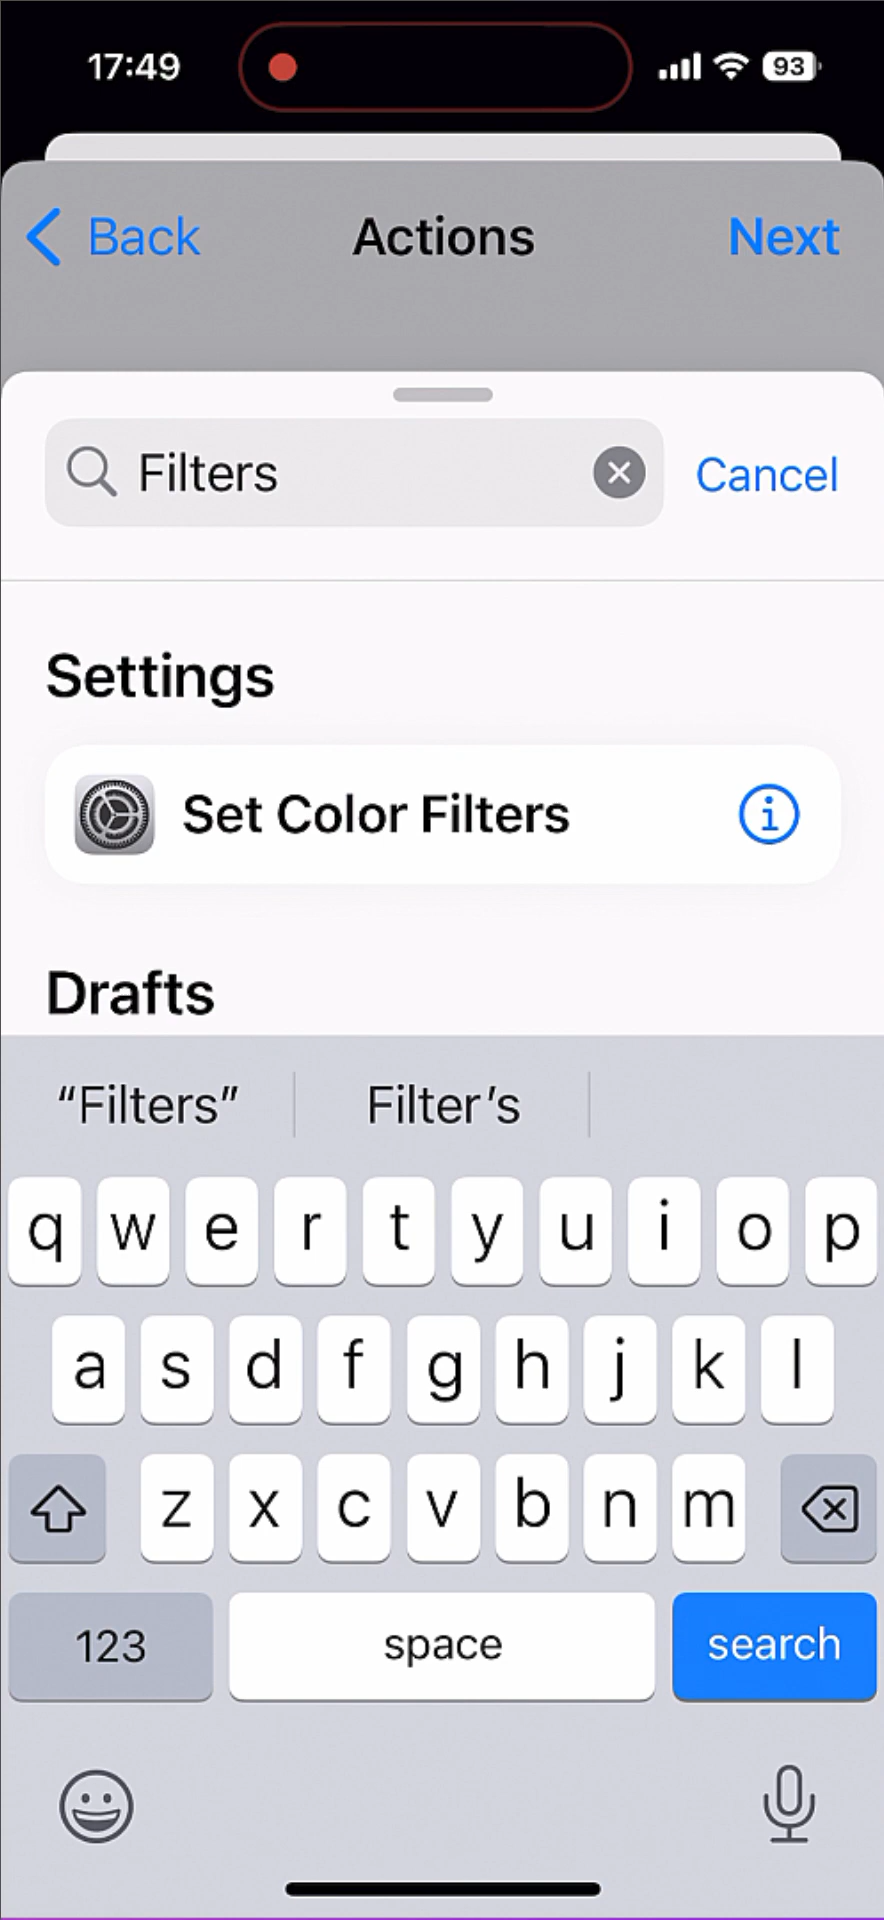 17:49
93
Back Actions Next
Filters Cancel
Settings
Set Color Filters
Drafts
“Filters” Filter’s
q w e r t y u i o p
a s d f g h j k l
z x c v b n m
123 space search